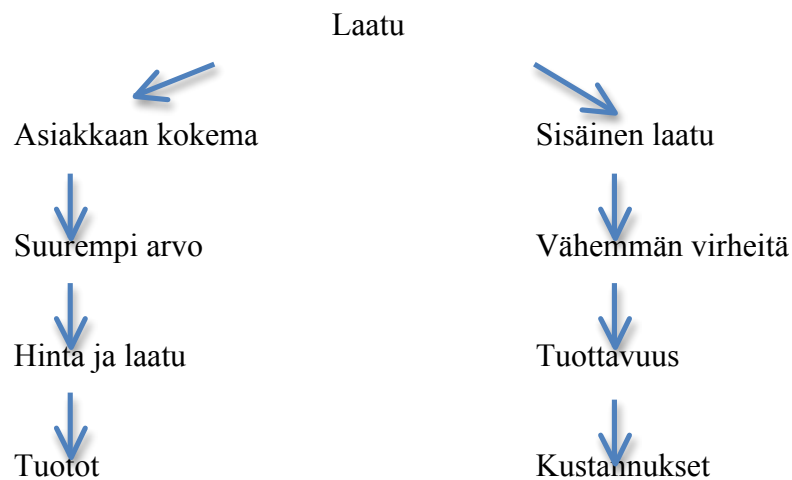 Laatu
Asiakkaan kokema
Sisäinen laatu
Suurempi arvo
Vähemmän virheitä
Hinta ja laatu
Tuottavuus
Tuotot
Kustannukset